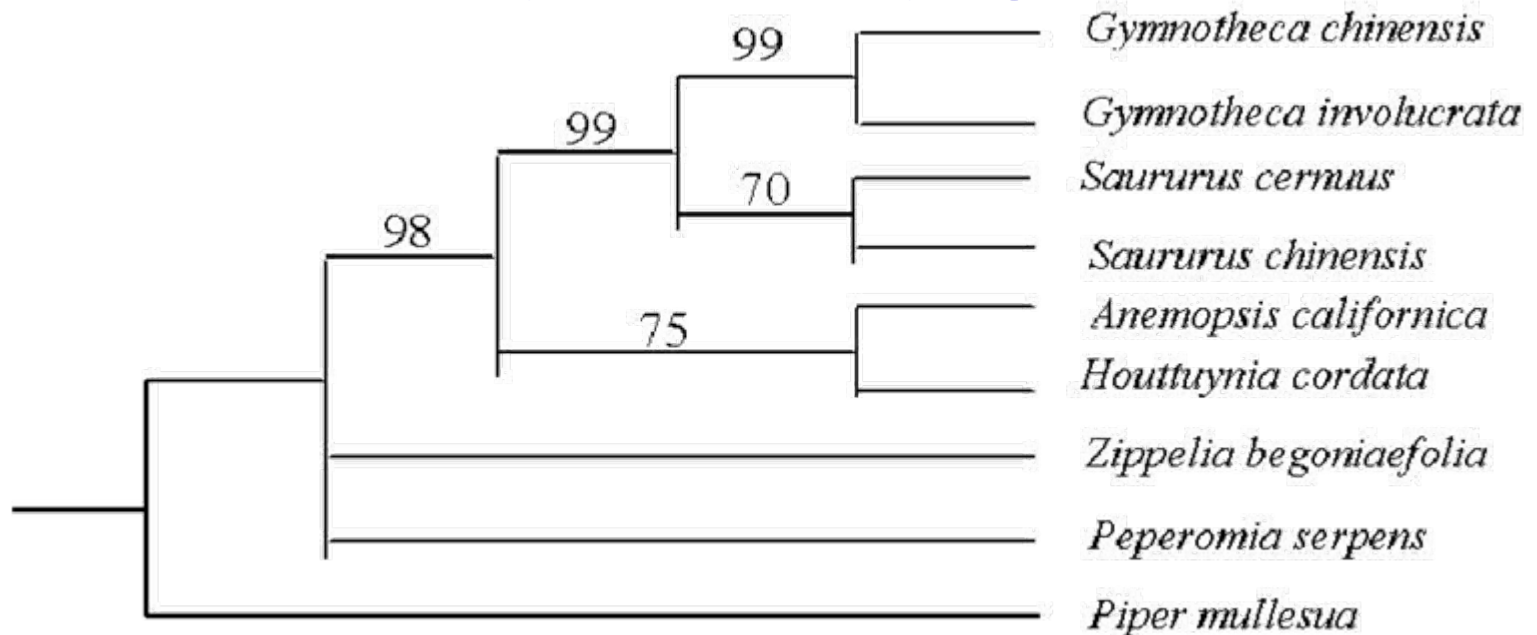 Gymnotheca chinensis
99
Gymnotheca involucrata
99
Saururus cernuus
70
98
Saururus chinensis
Anemopsis californica
75
Houttuynia cordata
Zippelia begoniaefolia
Peperomia serpens
Piper mullesua